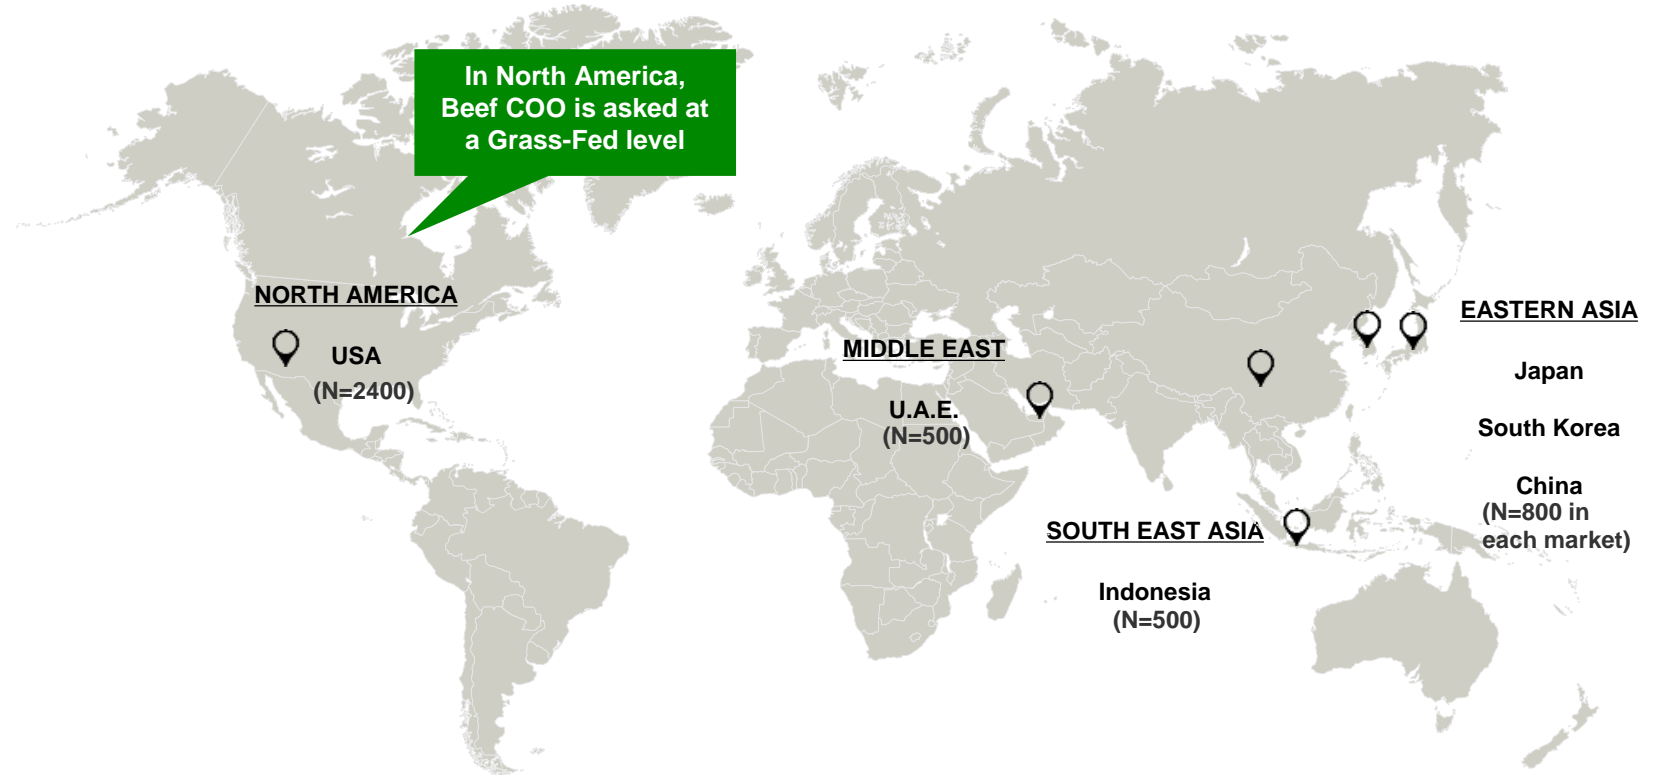 In North America,
Beef COO is asked at
a Grass-Fed level
NORTH AMERICA
USA
(N=2400)
MIDDLE EAST
U.A.E.
(N=500)
SOUTH EAST ASIA
Indonesia
(N=500)
EASTERN ASIA
Japan
South Korea
China
(N=800 in
each market)